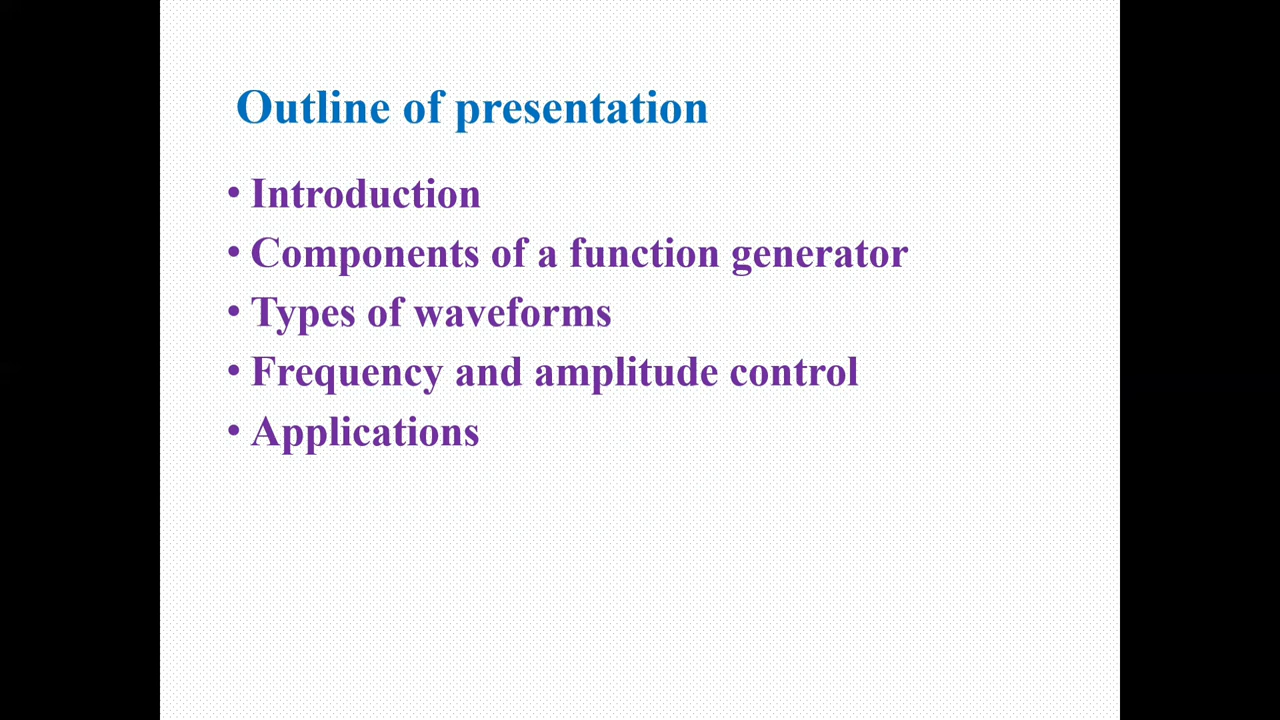 Outline of presentation
• Introduction
• Components of a function generator
• Types of waveforms
• Frequency and amplitude control
• Applications